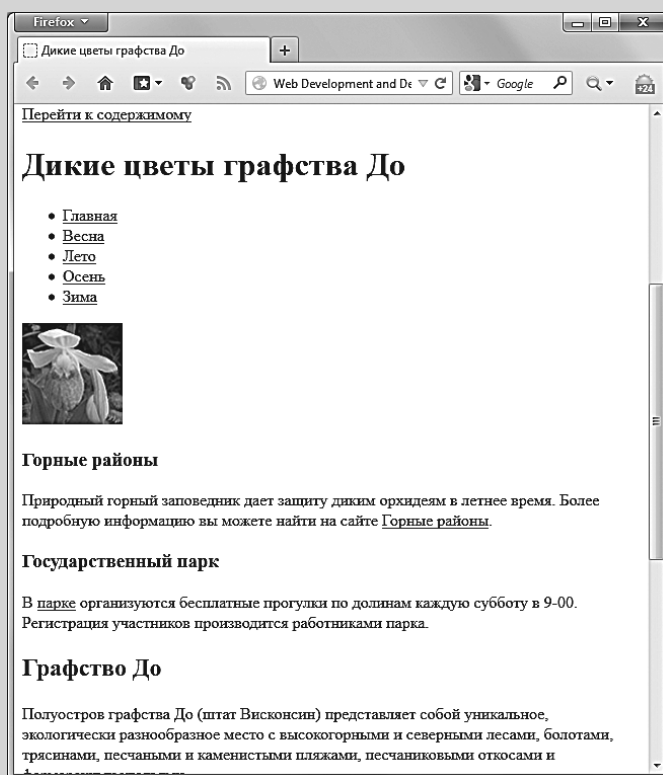 Firefox
Дикие цветы графства До
Web Development and De
Google
+24
Перейти к содержимому
Дикие цветы графства До
Главная
Весна
Лето
Осень
Зима
Горные районы
Природный горный заповедник дает защиту диким орхидеям в летнее время. Более
подробную информацию вы можете найти на сайте Горные районы.
Государственный парк
В парке организуются бесплатные прогулки по долинам каждую субботу в 9-00.
Регистрация участников производится работниками парка.
Графство До
Полуостров графства До (штат Висконсин) представляет собой уникальное,
экологически разнообразное место с высокогорными и северными лесами, болотами,
трясинами, песчаными и каменистыми пляжами, песчаниковыми откосами и